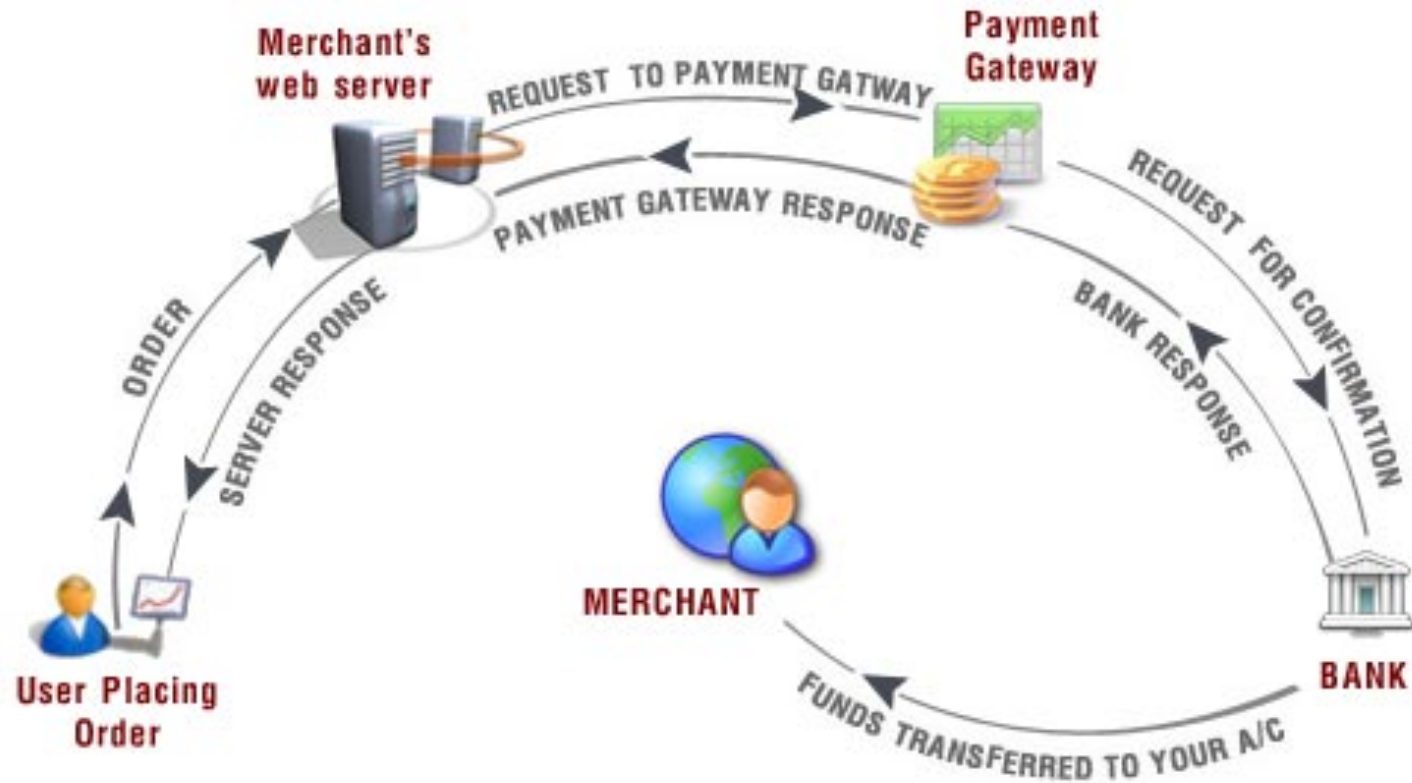 Merchant's
web server
Payment
Gateway
REQUEST TO PAYMENT GATWAY
PAYMENT GATEWAY RESPONSE
REQUEST FOR CONFIRMATION
BANK RESPONSE
ORDER
SERVER RESPONSE
MERCHANT
User Placing
Order
BANK
FUNDS TRANSFERRED TO YOUR A/C